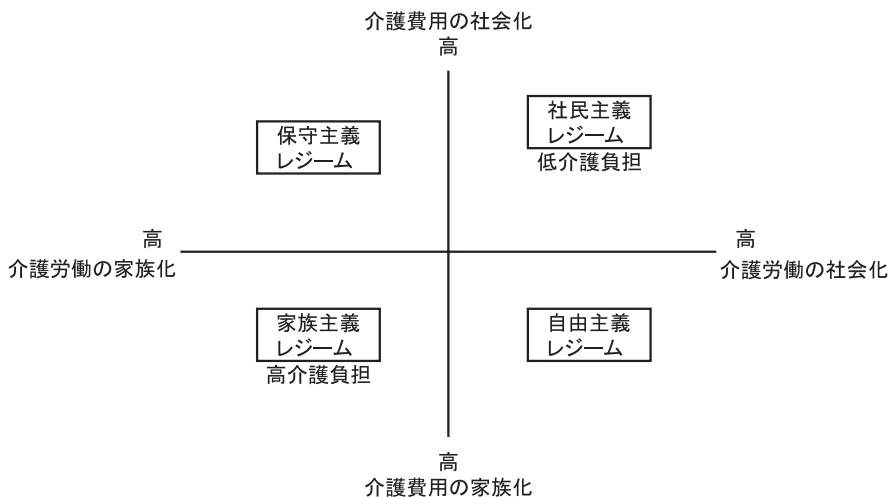 介護費用の社会化
高
社民主義
レジーム
低介護負担
保守主義
レジーム
高
介護労働の家族化
高
介護労働の社会化
家族主義
レジーム
高介護負担
自由主義
レジーム
高
介護費用の家族化